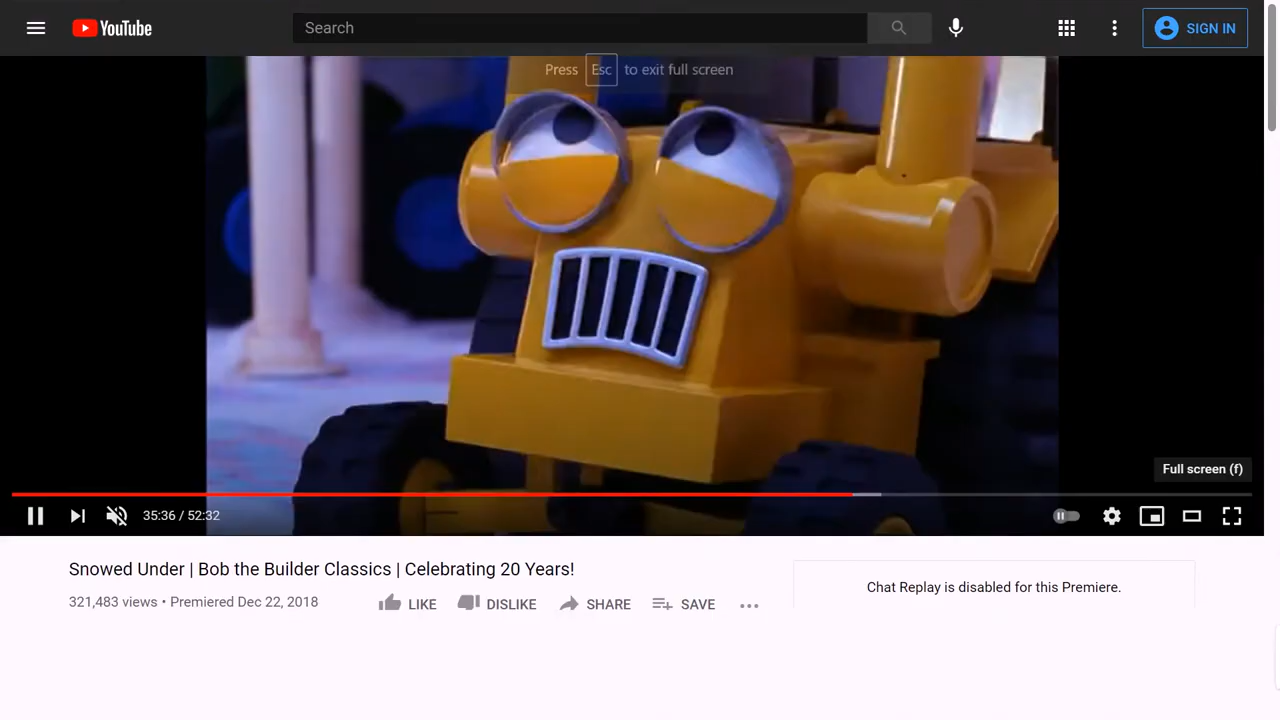 YouTube
Search
SIGN IN
Press Esc to exit full screen
Full screen (f)
35:36 / 52:32
Snowed Under | Bob the Builder Classics | Celebrating 20 Years!
321,483 views • Premiered Dec 22, 2018
LIKE
DISLIKE
SHARE
SAVE
Chat Replay is disabled for this Premiere.